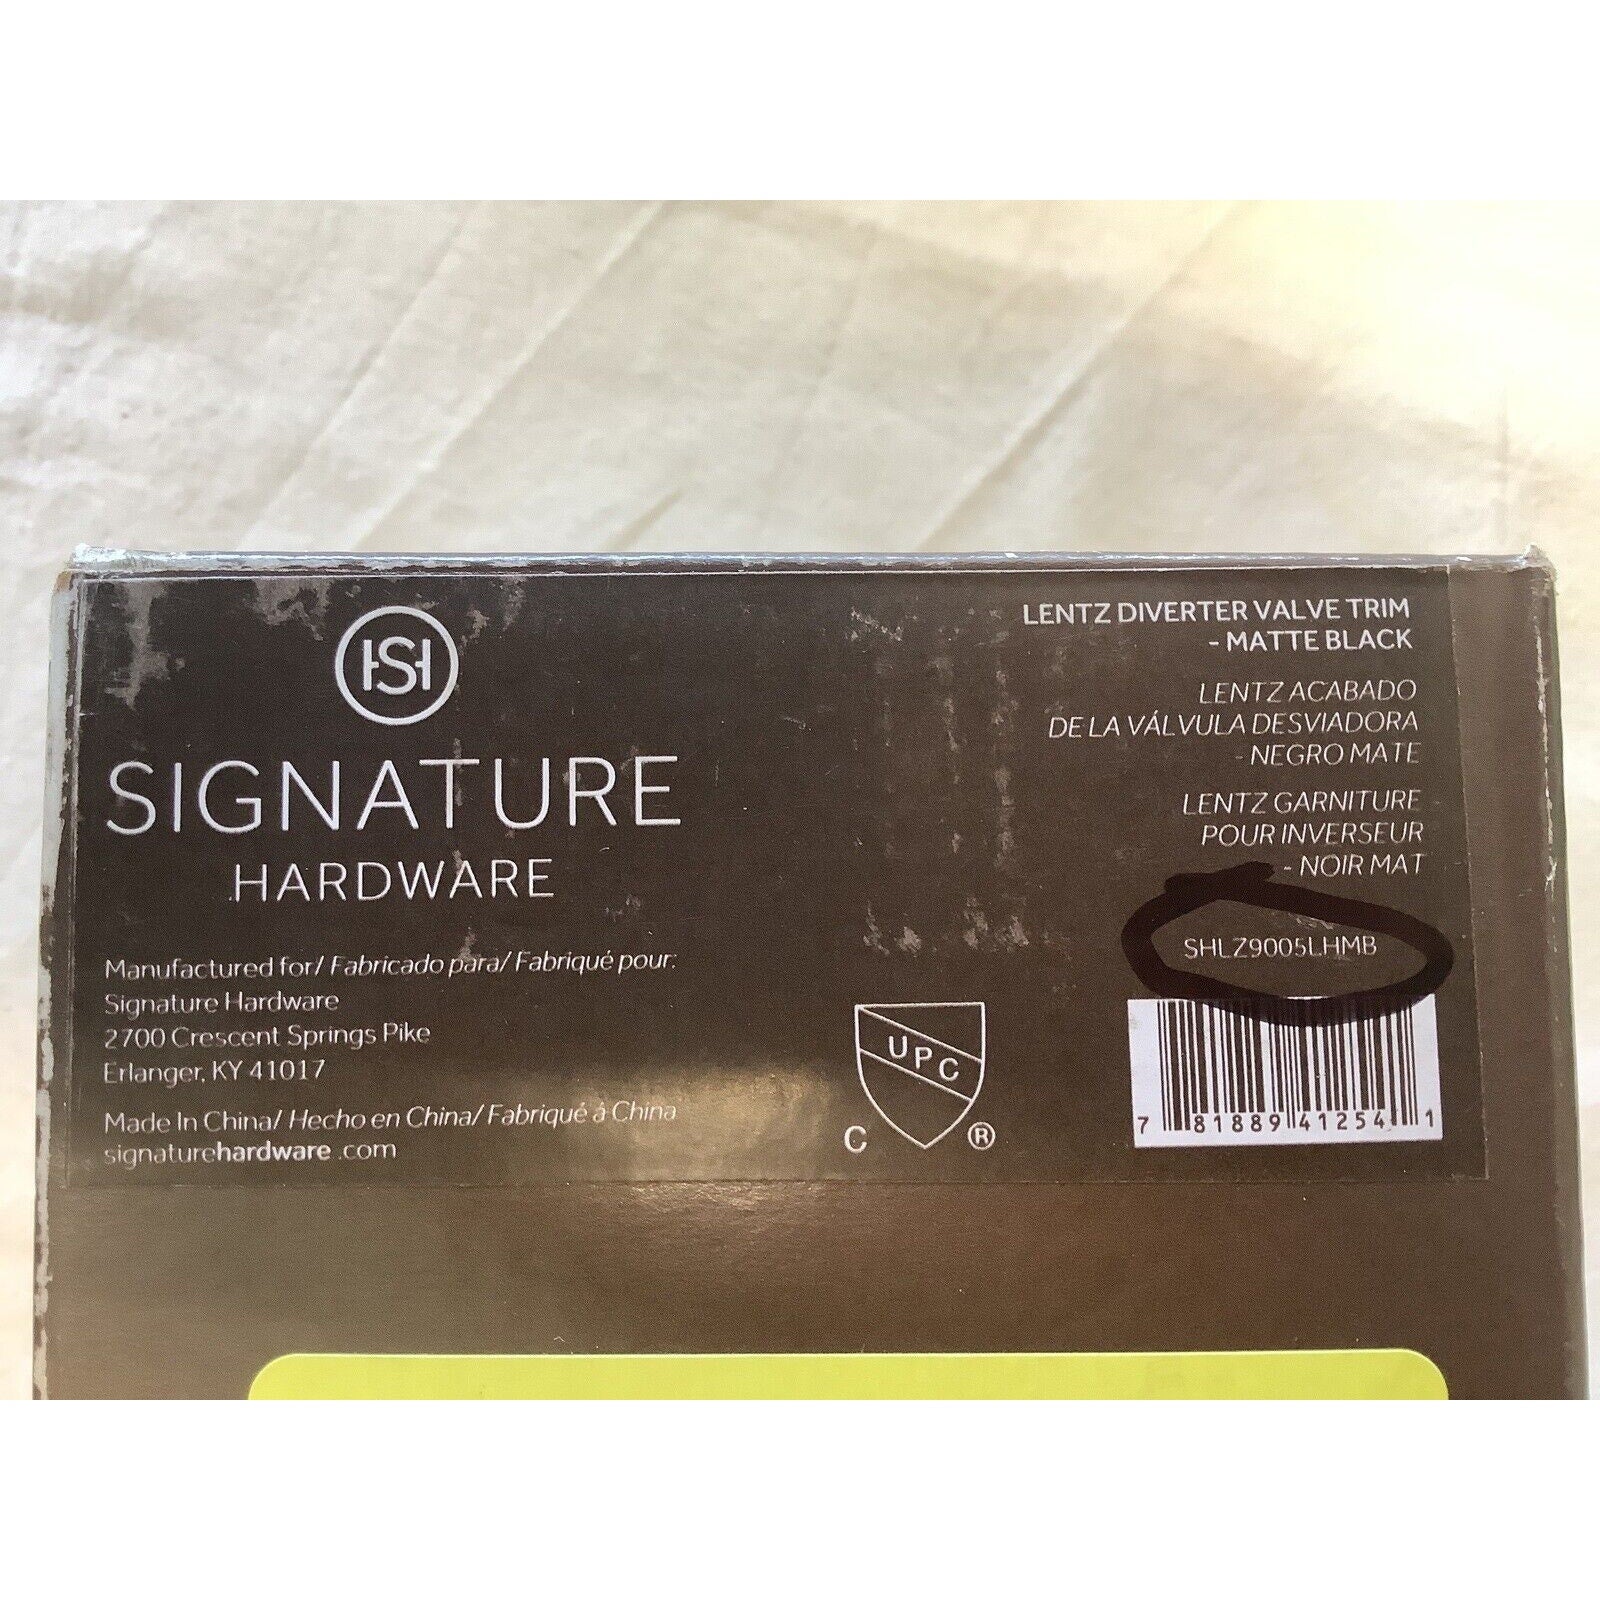 HSH
SIGNATURE
HARDWARE
Manufactured for/ Fabricado para/ Fabriqué pour:
Signature Hardware
2700 Crescent Springs Pike
Erlanger, KY 41017
Made In China/ Hecho en China/ Fabriqué á China
signaturehardware .com
LENTZ DIVERTER VALVE TRIM
- MATTE BLACK
LENTZ ACABADO
DE LA VÁLVULA DESVIADORA
- NEGRO MATE
LENTZ GARNITURE
POUR INVERSEUR
- NOIR MAT
SHLZ9005LHMB
UPC
C ®
7 81889 41254 1